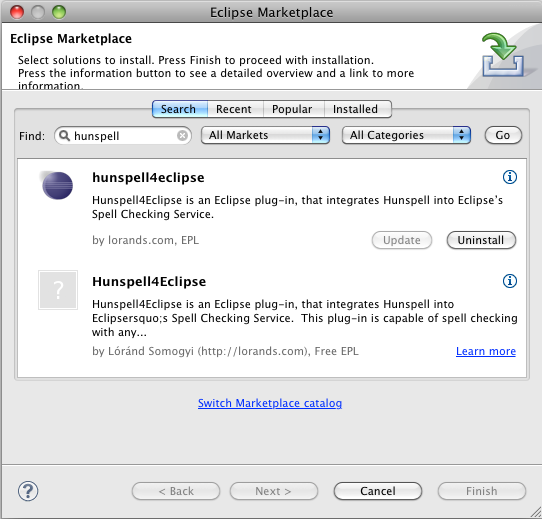 Eclipse Marketplace
Eclipse Marketplace
Select solutions to install. Press Finish to proceed with installation.
Press the information button to see a detailed overview and a link to more
information.
Search Recent Popular Installed
Find: hunspell All Markets All Categories Go
hunspell4eclipse
Hunspell4Eclipse is an Eclipse plug-in, that integrates Hunspell into Eclipse's
Spell Checking Service.
by lorands.com, EPL Update Uninstall
?
Hunspell4Eclipse
Hunspell4Eclipse is an Eclipse plug-in, that integrates Hunspell into
Eclipsersquo;s Spell Checking Service. This plug-in is capable of spell checking
with any...
by Lóránd Somogyi (http://lorands.com), Free EPL Learn more
Switch Marketplace catalog
? < Back Next > Cancel Finish